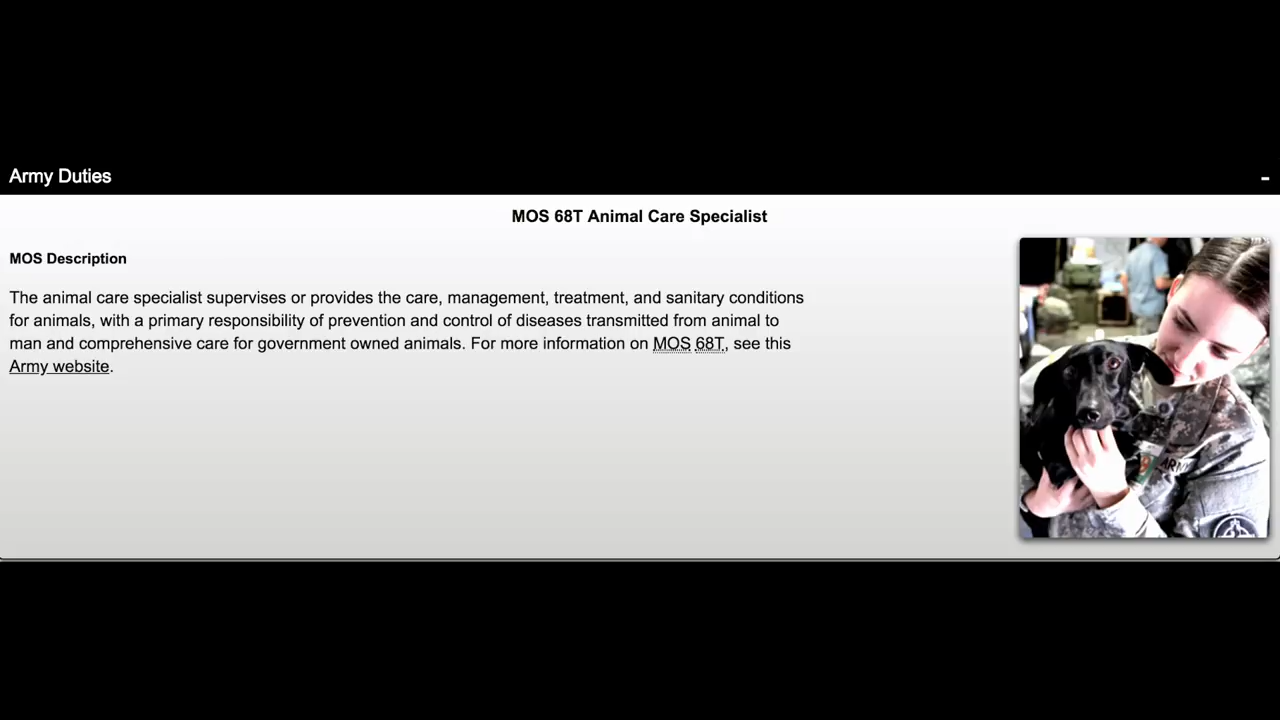 Army Duties
-
MOS 68T Animal Care Specialist
MOS Description
The animal care specialist supervises or provides the care, management, treatment, and sanitary conditions
for animals, with a primary responsibility of prevention and control of diseases transmitted from animal to
man and comprehensive care for government owned animals. For more information on MOS 68T, see this
Army website.